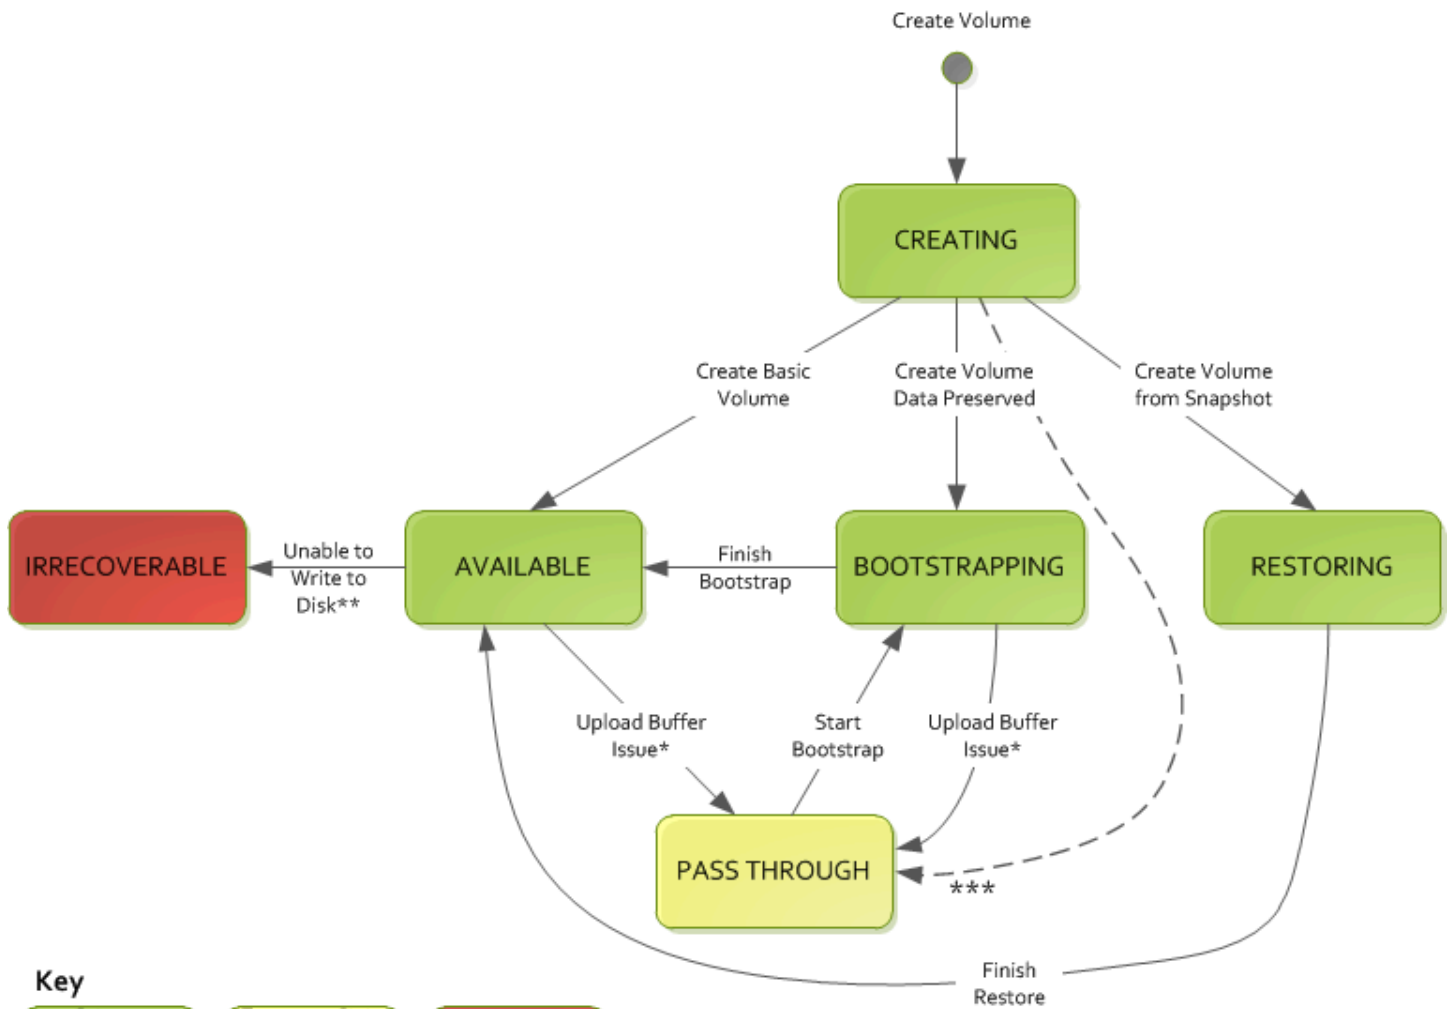 Create Volume
CREATING
Create Basic
Volume
Create Volume
Data Preserved
Create Volume
from Snapshot
IRRECOVERABLE
Unable to
Write to
Disk**
AVAILABLE
Finish
Bootstrap
BOOTSTRAPPING
RESTORING
Upload Buffer
Issue*
Start
Bootstrap
Upload Buffer
Issue*
PASS THROUGH
***
Finish
Restore
Key